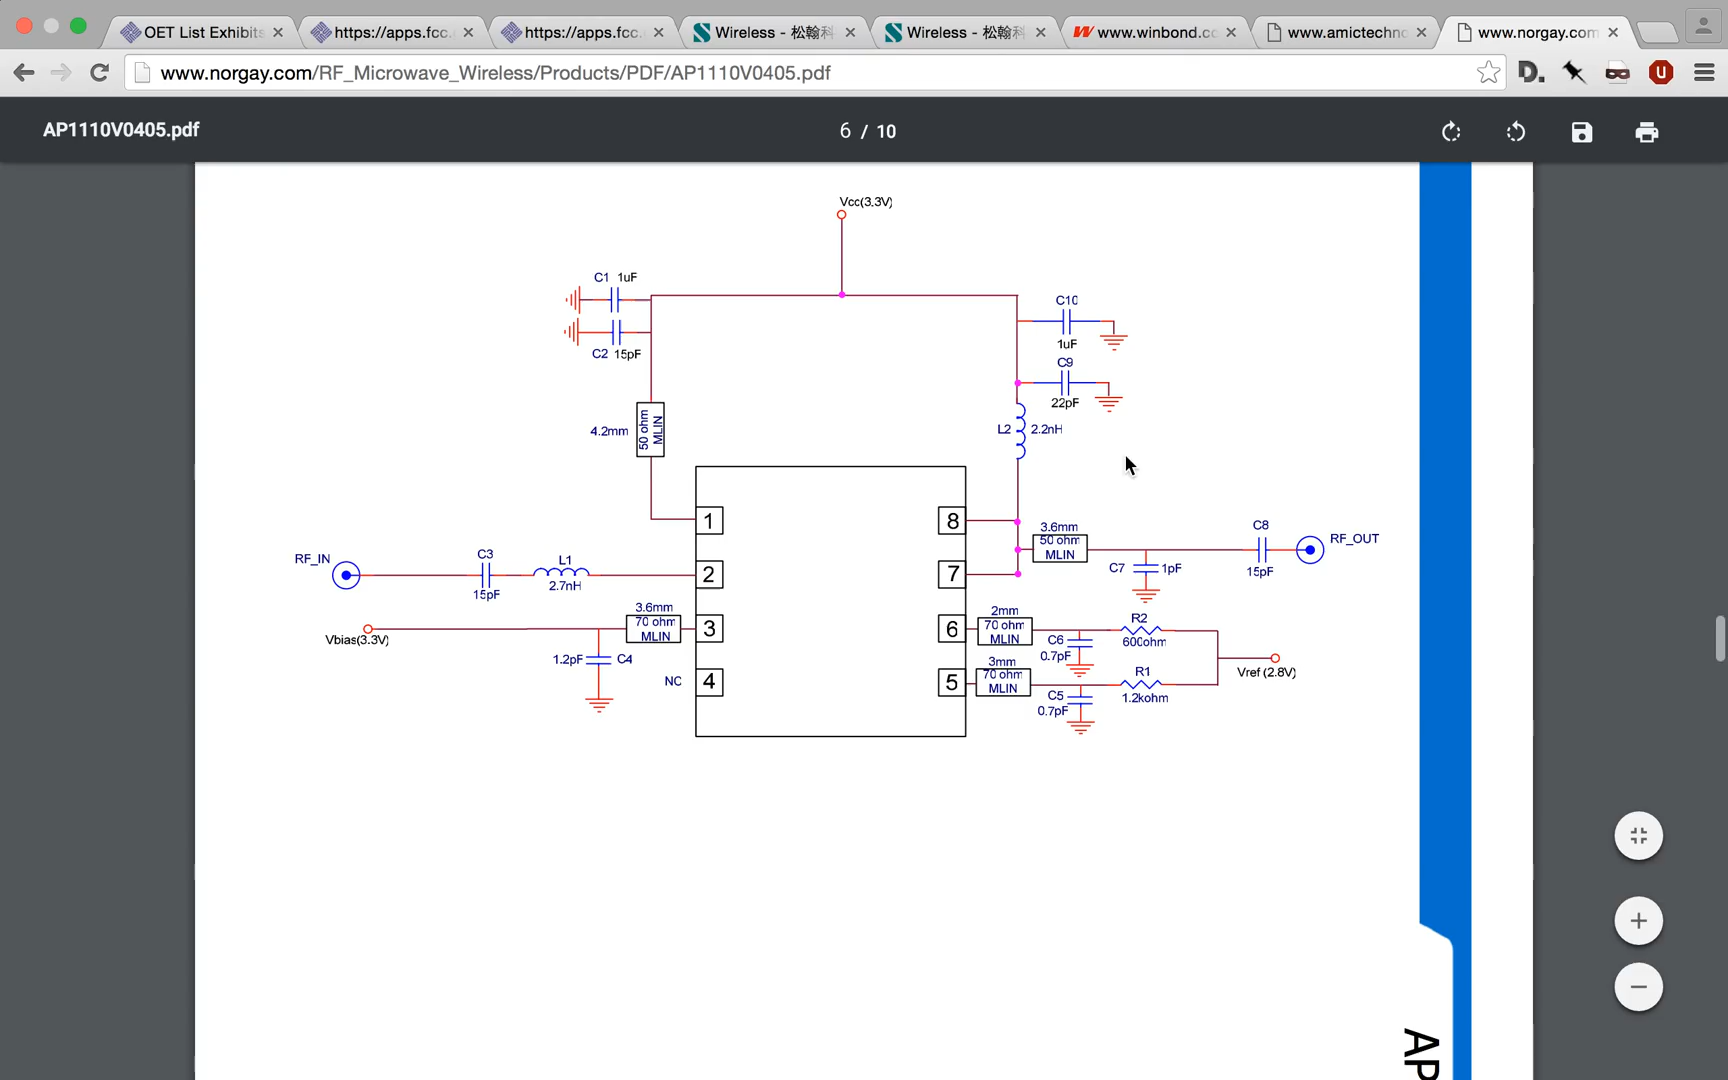 OET List Exhibits
https://apps.fcc.
https://apps.fcc.
Wireless - 松翰科
Wireless - 松翰科
www.winbond.co
www.amictechno
www.norgay.com
www.norgay.com/RF_Microwave_Wireless/Products/PDF/AP1110V0405.pdf
AP1110V0405.pdf
6 / 10
Vcc(3.3V)
C1 1uF
C2 15pF
C10
1uF
C9
22pF
4.2mm
50 ohm
MLIN
L2 2.2nH
1
2
3
4
8
7
6
5
RF_IN
C3
15pF
L1
2.7nH
Vbias(3.3V)
1.2pF C4
3.6mm
70 ohm
MLIN
NC
3.6mm
50 ohm
MLIN
C7 1pF
C8
15pF
RF_OUT
2mm
70 ohm
MLIN
C6
0.7pF
R2
600ohm
3mm
70 ohm
MLIN
C5
0.7pF
R1
1.2kohm
Vref (2.8V)
AP